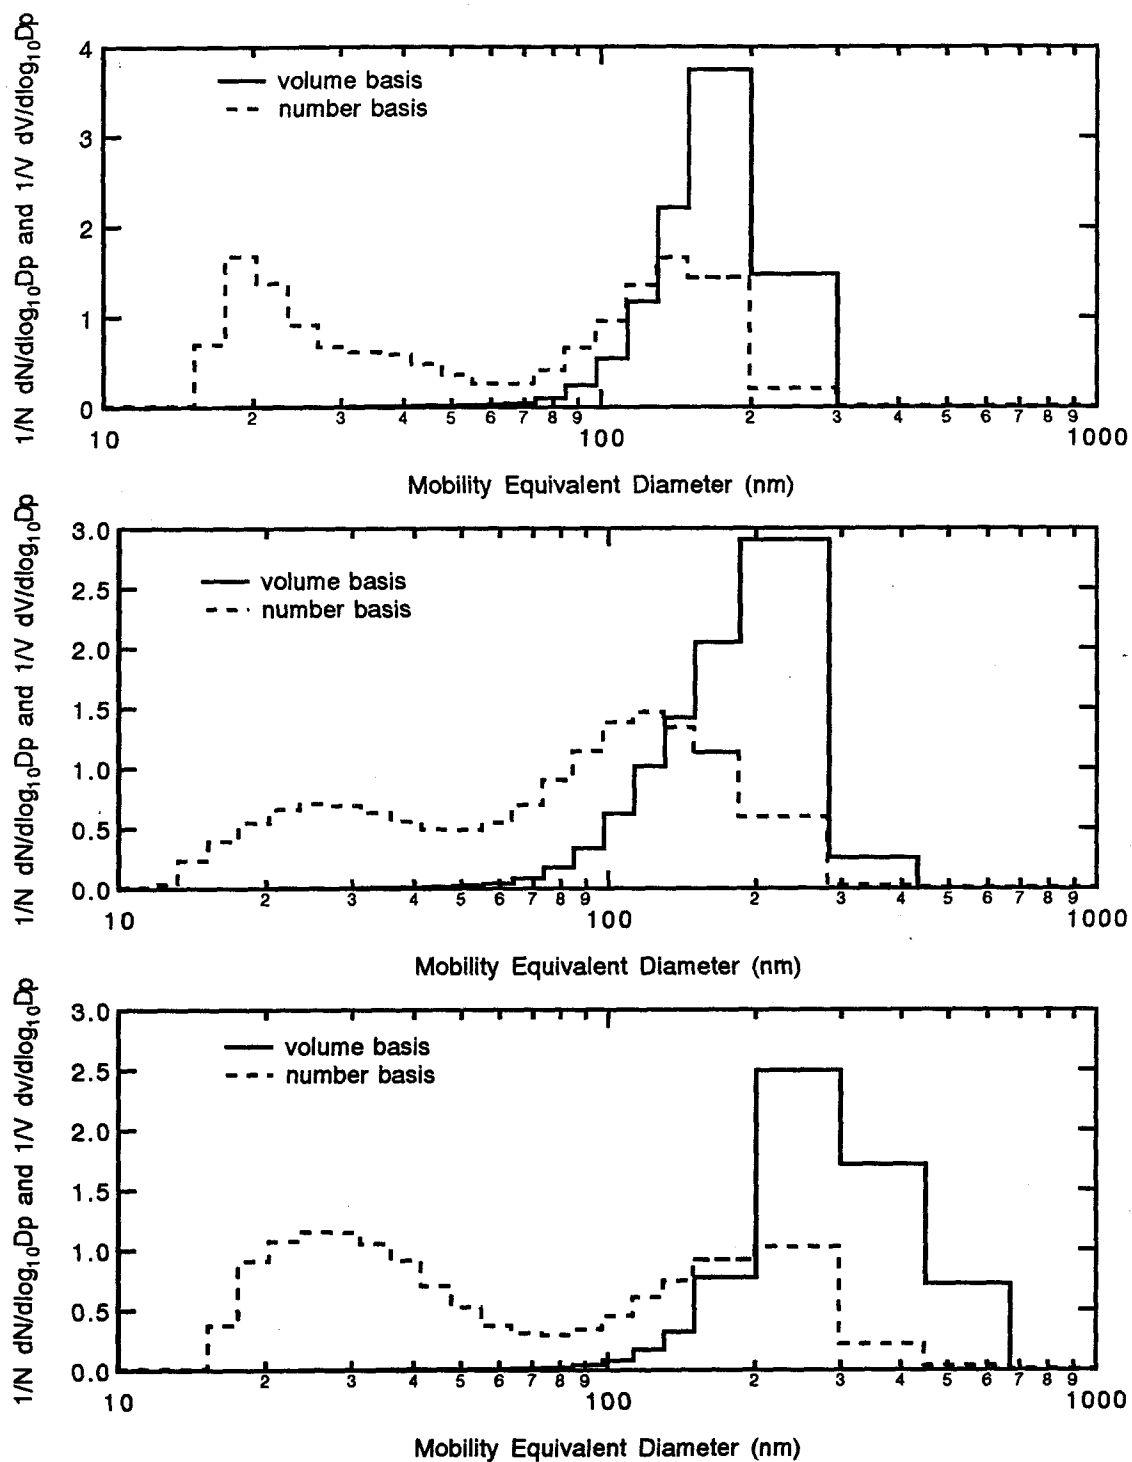 1/N dN/dlog10Dp and 1/V dV/dlog10Dp
4
3
2
1
0
volume basis
number basis
2 3 4 5 6 7 8 9 2 3 4 5 6 7 8 9
10 100 1000
Mobility Equivalent Diameter (nm)
1/N dN/dlog10Dp and 1/V dV/dlog10Dp
3.0
2.5
2.0
1.5
1.0
0.5
0.0
volume basis
number basis
2 3 4 5 6 7 8 9 2 3 4 5 6 7 8 9
10 100 1000
Mobility Equivalent Diameter (nm)
1/N dN/dlog10Dp and 1/V dv/dlog10Dp
3.0
2.5
2.0
1.5
1.0
0.5
0.0
volume basis
number basis
2 3 4 5 6 7 8 9 2 3 4 5 6 7 8 9
10 100 1000
Mobility Equivalent Diameter (nm)